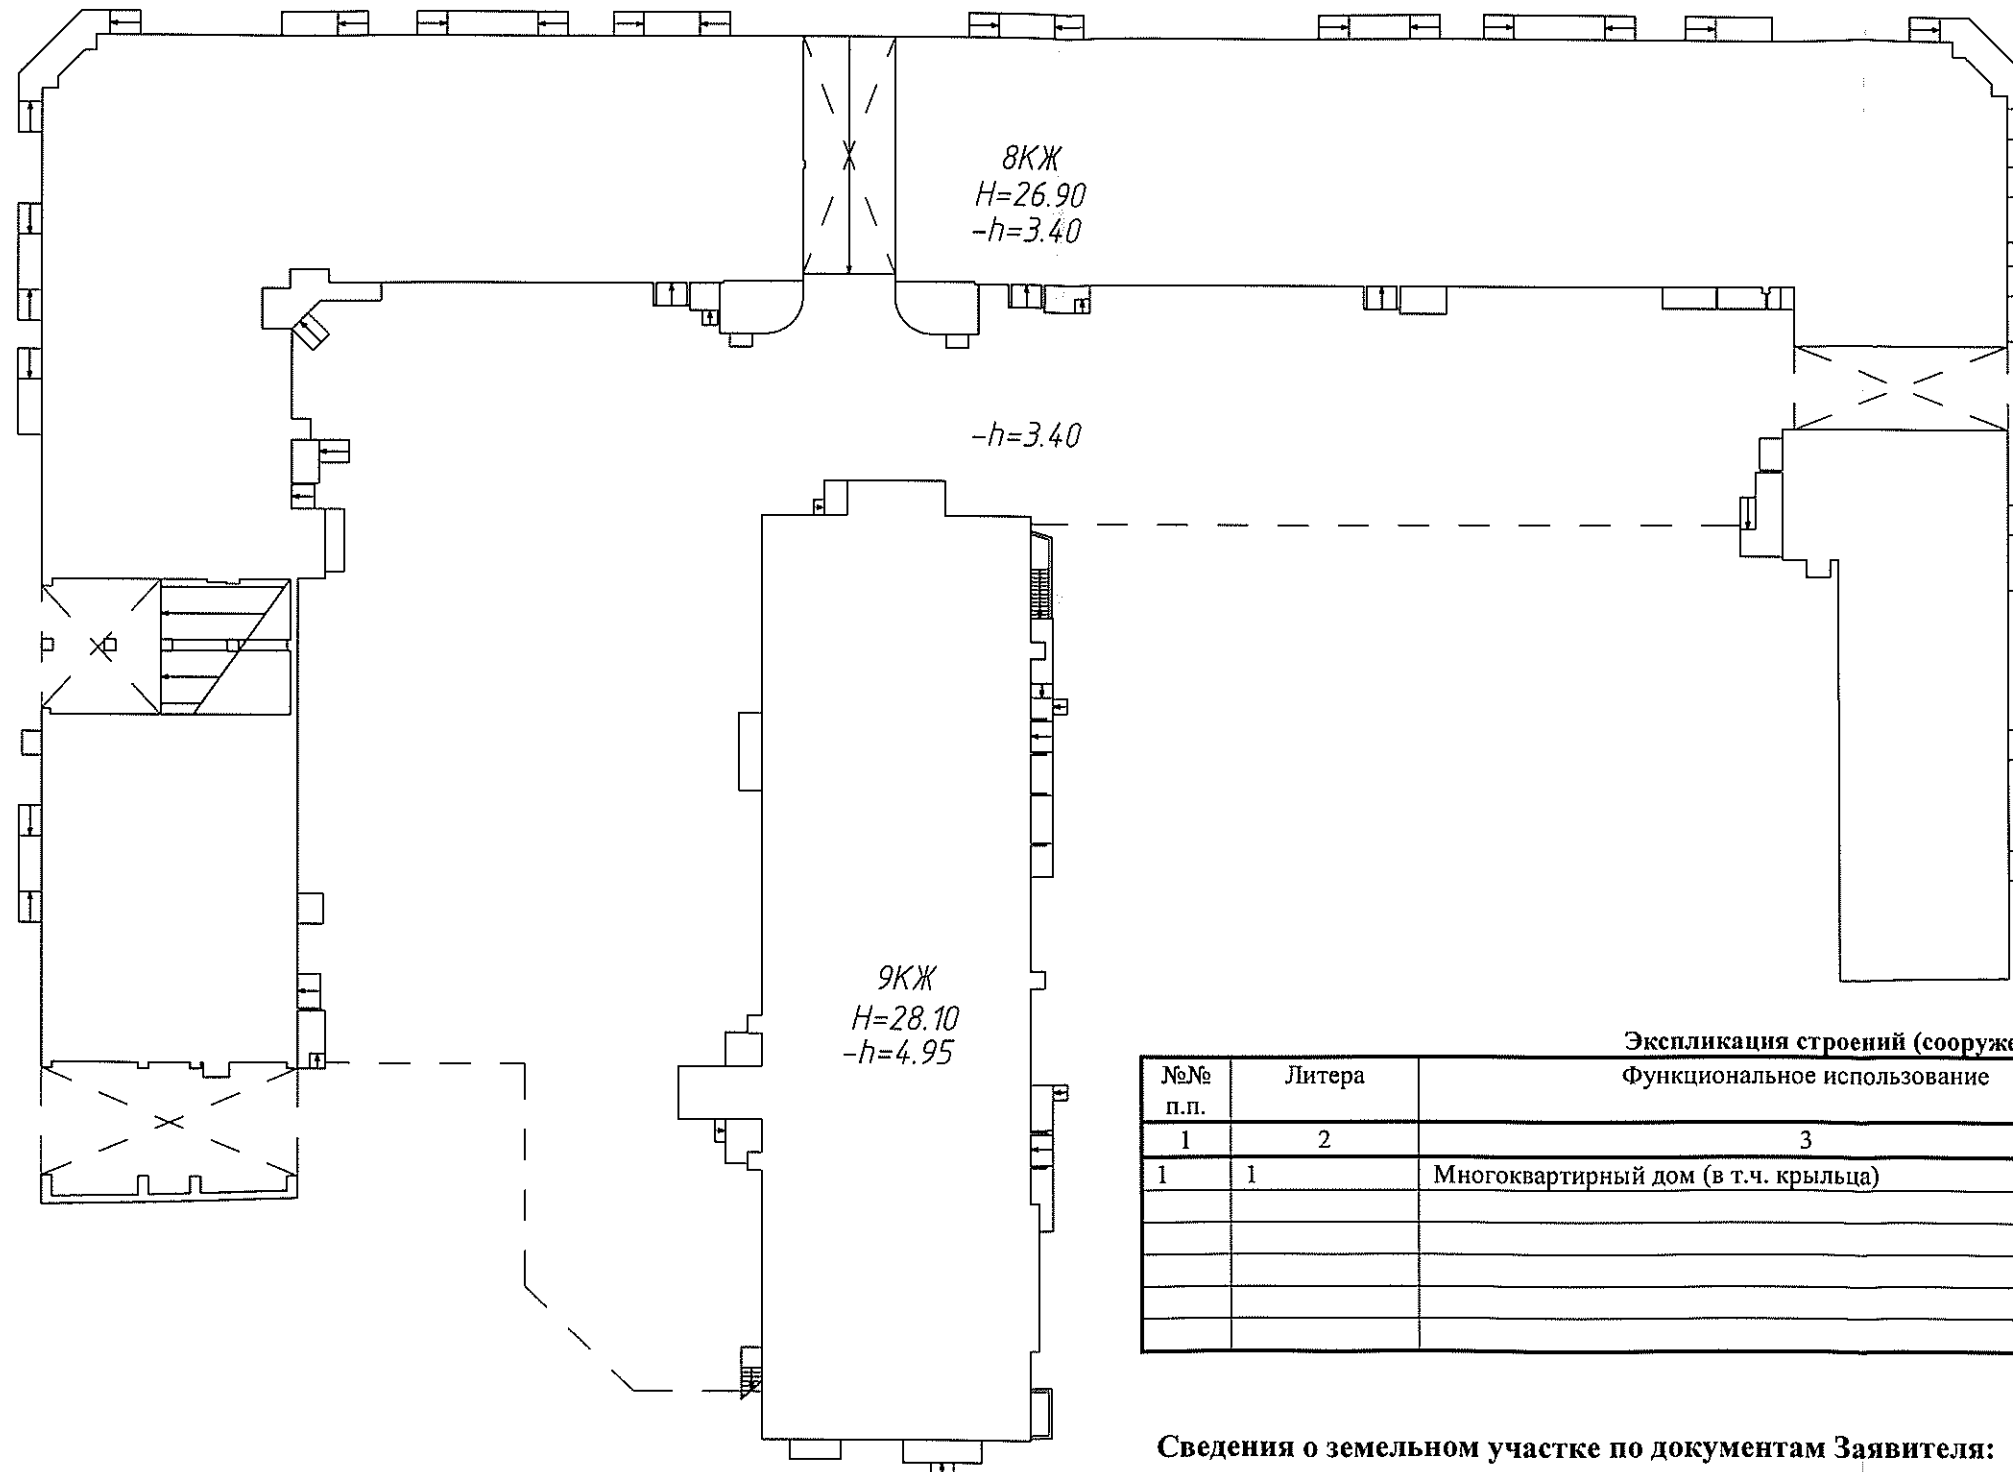 8КЖ
H=26.90
-h=3.40
-h=3.40
9КЖ
H=28.10
-h=4.95
Экспликация строений (сооруже
№№ п.п. Литера Функциональное использование
1 2 3
1 1 Многоквартирный дом (в т.ч. крыльца)
Сведения о земельном участке по документам Заявителя: